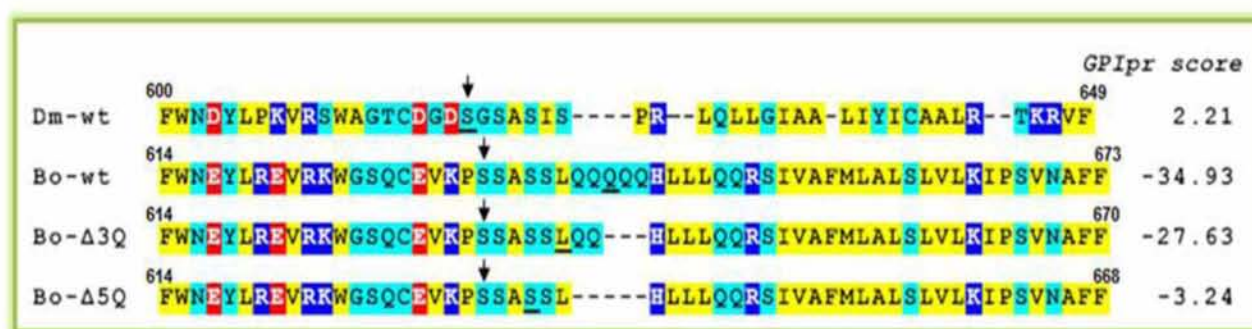 GPIpr score
600 649
Dm-wt FWNDYLPKVRSWAGTCDGDSGSASIS----PR--LQLLGIAA-LIYICAALR--TKRVF 2.21
614 673
Bo-wt FWNEYLREVRKWGSQCEVKPSSASSLQQQQQHLLLQQRSIVAFMLALSLVLKIPSVNAFF -34.93
614 670
Bo-Δ3Q FWNEYLREVRKWGSQCEVKPSSASSLQQ---HLLLQQRSIVAFMLALSLVLKIPSVNAFF -27.63
614 668
Bo-Δ5Q FWNEYLREVRKWGSQCEVKPSSASSL-----HLLLQQRSIVAFMLALSLVLKIPSVNAFF -3.24